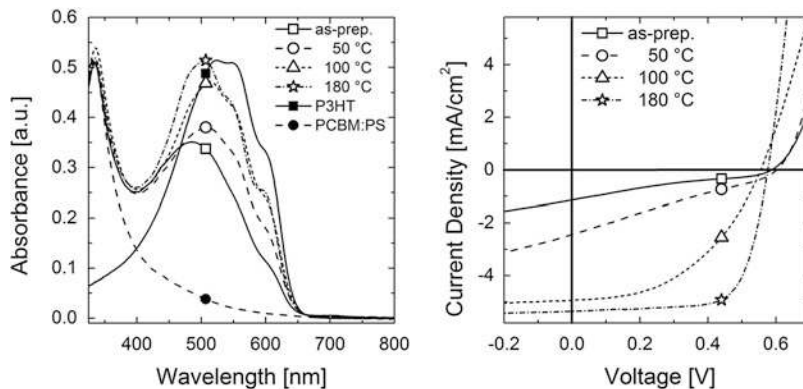 Absorbance [a.u.]
0.6
0.5
0.4
0.3
0.2
0.1
0.0
400 500 600 700 800
Wavelength [nm]
as-prep.
50 °C
100 °C
180 °C
P3HT
PCBM:PS
Current Density [mA/cm²]
4
2
0
-2
-4
-0.2 0.0 0.2 0.4 0.6
Voltage [V]
as-prep.
50 °C
100 °C
180 °C